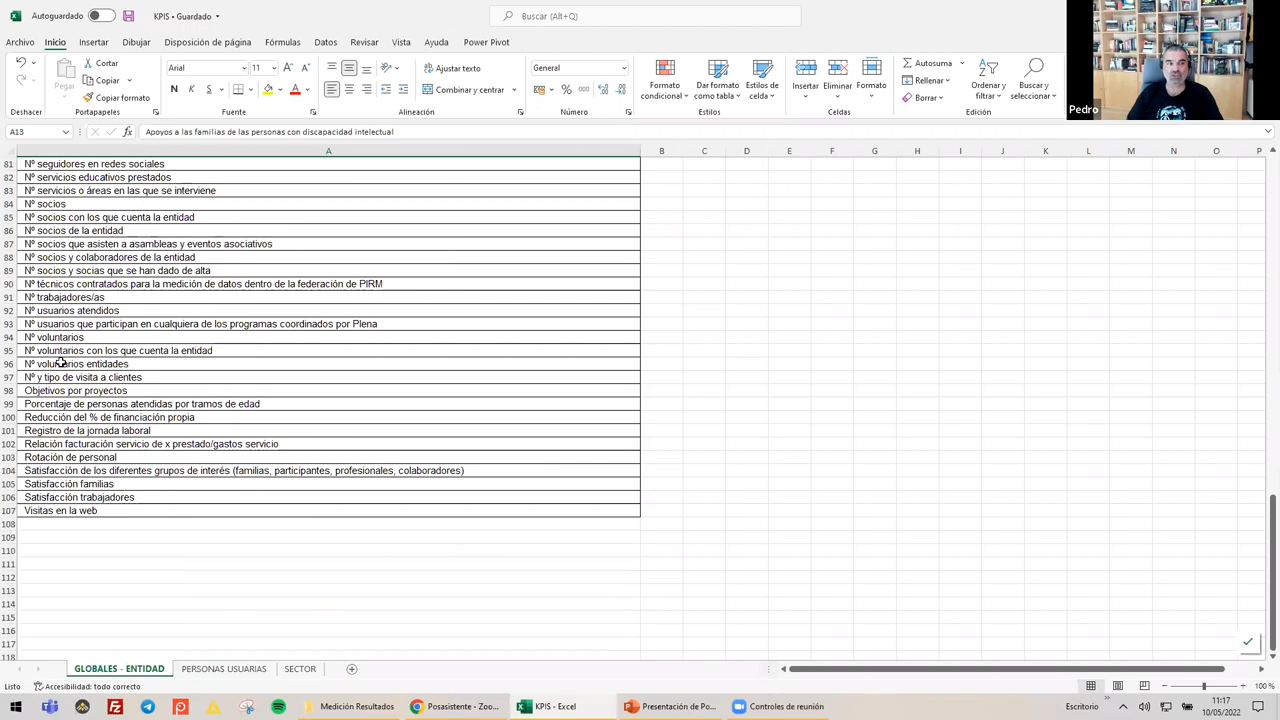 Autoguardado
KPIS • Guardado
Buscar (Alt+Q)
Archivo
Inicio
Insertar
Dibujar
Disposición de página
Fórmulas
Datos
Revisar
Vista
Ayuda
Power Pivot
Pegar
Cortar
Copiar
Copiar formato
Portapapeles
Arial
11
N K S
Fuente
Ajustar texto
Combinar y centrar
Alineación
General
% 000
Número
Formato condicional
Dar formato como tabla
Estilos de celda
Estilos
Insertar
Eliminar
Formato
Celdas
Autosuma
Rellenar
Borrar
Ordenar y filtrar
Buscar y seleccionar
Edición
Pedro
A13
fx
Apoyos a las familias de las personas con discapacidad intelectual
A B C D E F G H I J K L M N O P
81 Nº seguidores en redes sociales
82 Nº servicios educativos prestados
83 Nº servicios o áreas en las que se interviene
84 Nº socios
85 Nº socios con los que cuenta la entidad
86 Nº socios de la entidad
87 Nº socios que asisten a asambleas y eventos asociativos
88 Nº socios y colaboradores de la entidad
89 Nº socios y socias que se han dado de alta
90 Nº técnicos contratados para la medición de datos dentro de la federación de PIRM
91 Nº trabajadores/as
92 Nº usuarios atendidos
93 Nº usuarios que participan en cualquiera de los programas coordinados por Plena
94 Nº voluntarios
95 Nº voluntarios con los que cuenta la entidad
96 Nº voluntarios entidades
97 Nº y tipo de visita a clientes
98 Objetivos por proyectos
99 Porcentaje de personas atendidas por tramos de edad
100 Reducción del % de financiación propia
101 Registro de la jornada laboral
102 Relación facturación servicio de x prestado/gastos servicio
103 Rotación de personal
104 Satisfacción de los diferentes grupos de interés (familias, participantes, profesionales, colaboradores)
105 Satisfacción familias
106 Satisfacción trabajadores
107 Visitas en la web
108
109
110
111
112
113
114
115
116
117
118
GLOBALES - ENTIDAD
PERSONAS USUARIAS
SECTOR
Listo
Accesibilidad: todo correcto
100 %
Medición Resultados
Posasistente - Zoo...
KPIS - Excel
Presentación de Po...
Controles de reunión
Escritorio
11:17
10/05/2022